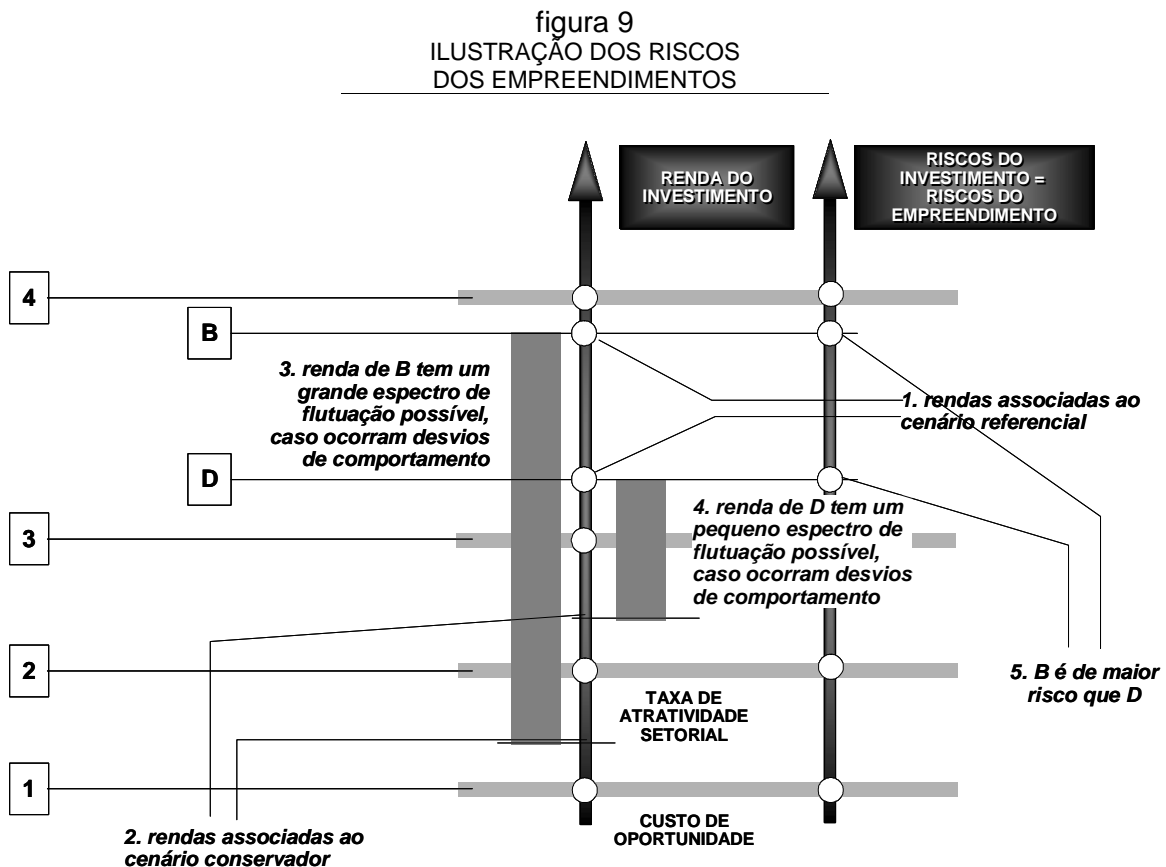 figura 9
ILUSTRAÇÃO DOS RISCOS
DOS EMPREENDIMENTOS
RENDA DO
INVESTIMENTO
RISCOS DO
INVESTIMENTO =
RISCOS DO
EMPREENDIMENTO
4
B
3. renda de B tem um
grande espectro de
flutuação possível,
caso ocorram desvios
de comportamento
1. rendas associadas ao
cenário referencial
D
4. renda de D tem um
pequeno espectro de
flutuação possível,
caso ocorram desvios
de comportamento
3
2
5. B é de maior
risco que D
TAXA DE
ATRATIVIDADE
SETORIAL
1
CUSTO DE
OPORTUNIDADE
2. rendas associadas ao
cenário conservador